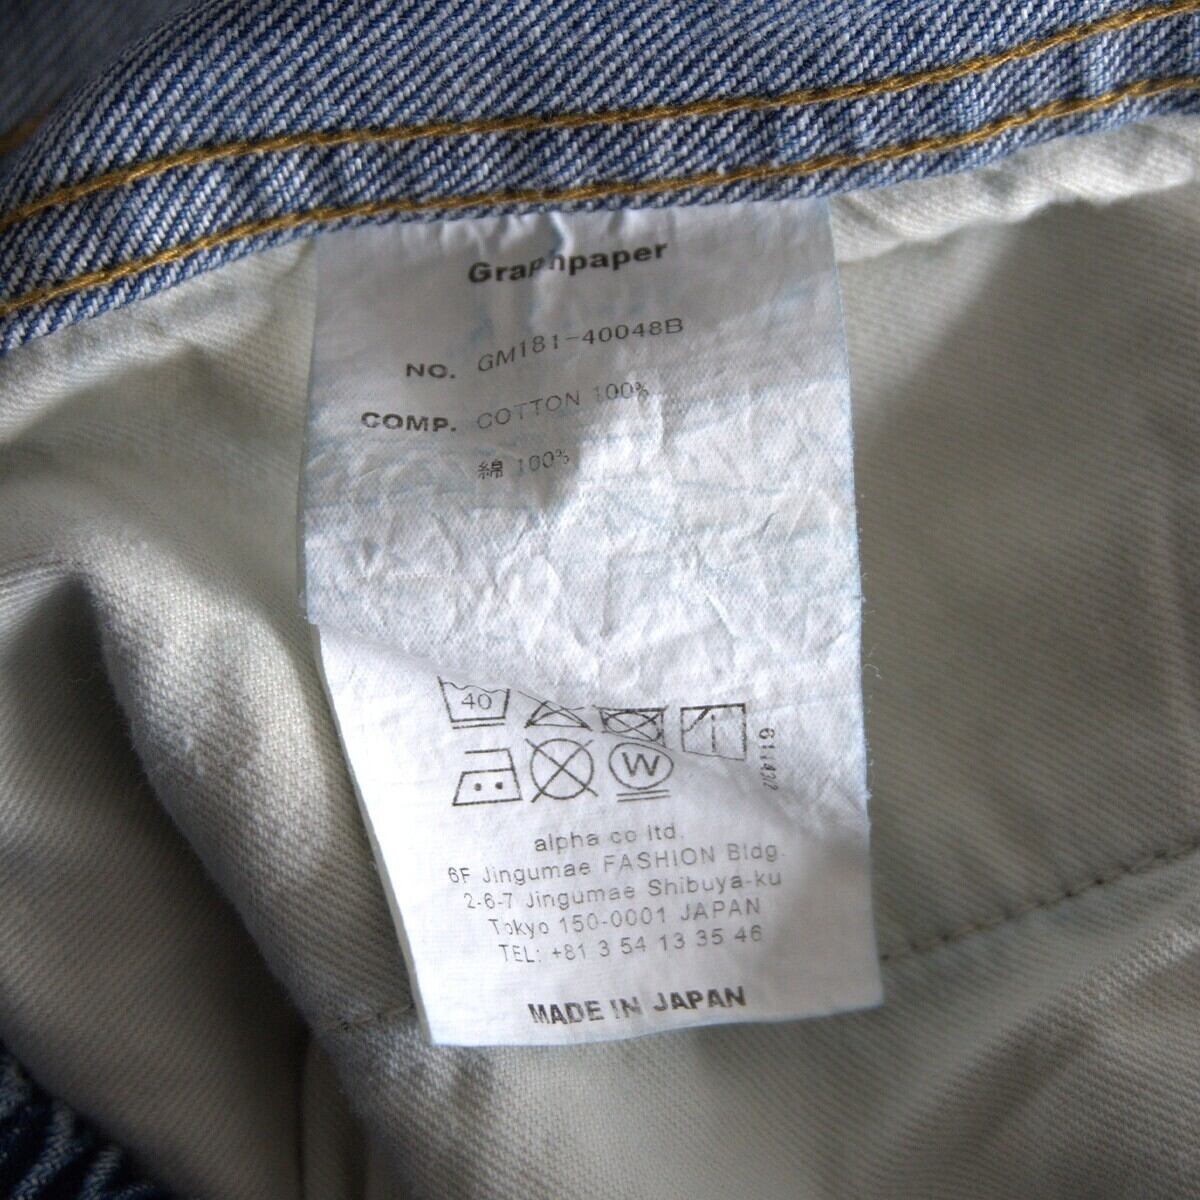 Graphpaper
NO. GM181-40048B
COMP. COTTON 100%
綿 100%
40
W
alpha co ltd.
6F Jingumae FASHION Bldg.
2-6-7 Jingumae Shibuya-ku
Tokyo 150-0001 JAPAN
TEL: +81 3 54 13 35 46
MADE IN JAPAN